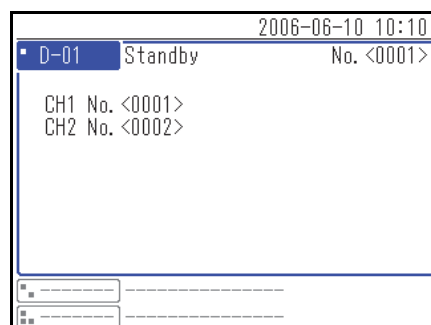 2006-06-10 10:10
D-01 Standby No. <0001>
CH1 No. <0001>
CH2 No. <0002>
------- ---------------
------- ---------------